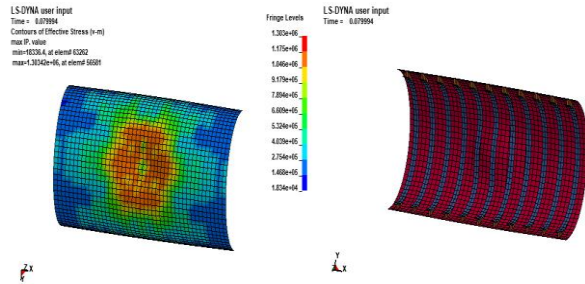 LS-DYNA user input
Time = 0.079994
Contours of Effective Stress (v-m)
max IP. value
min=18336.4, at elem# 63262
max=1.30342e+06, at elem# 56501
Fringe Levels
1.303e+06
1.175e+06
1.046e+06
9.179e+05
7.894e+05
6.609e+05
5.324e+05
4.039e+05
2.754e+05
1.468e+05
1.834e+04
Z X
Y
LS-DYNA user input
Time = 0.079994
Y
Z X